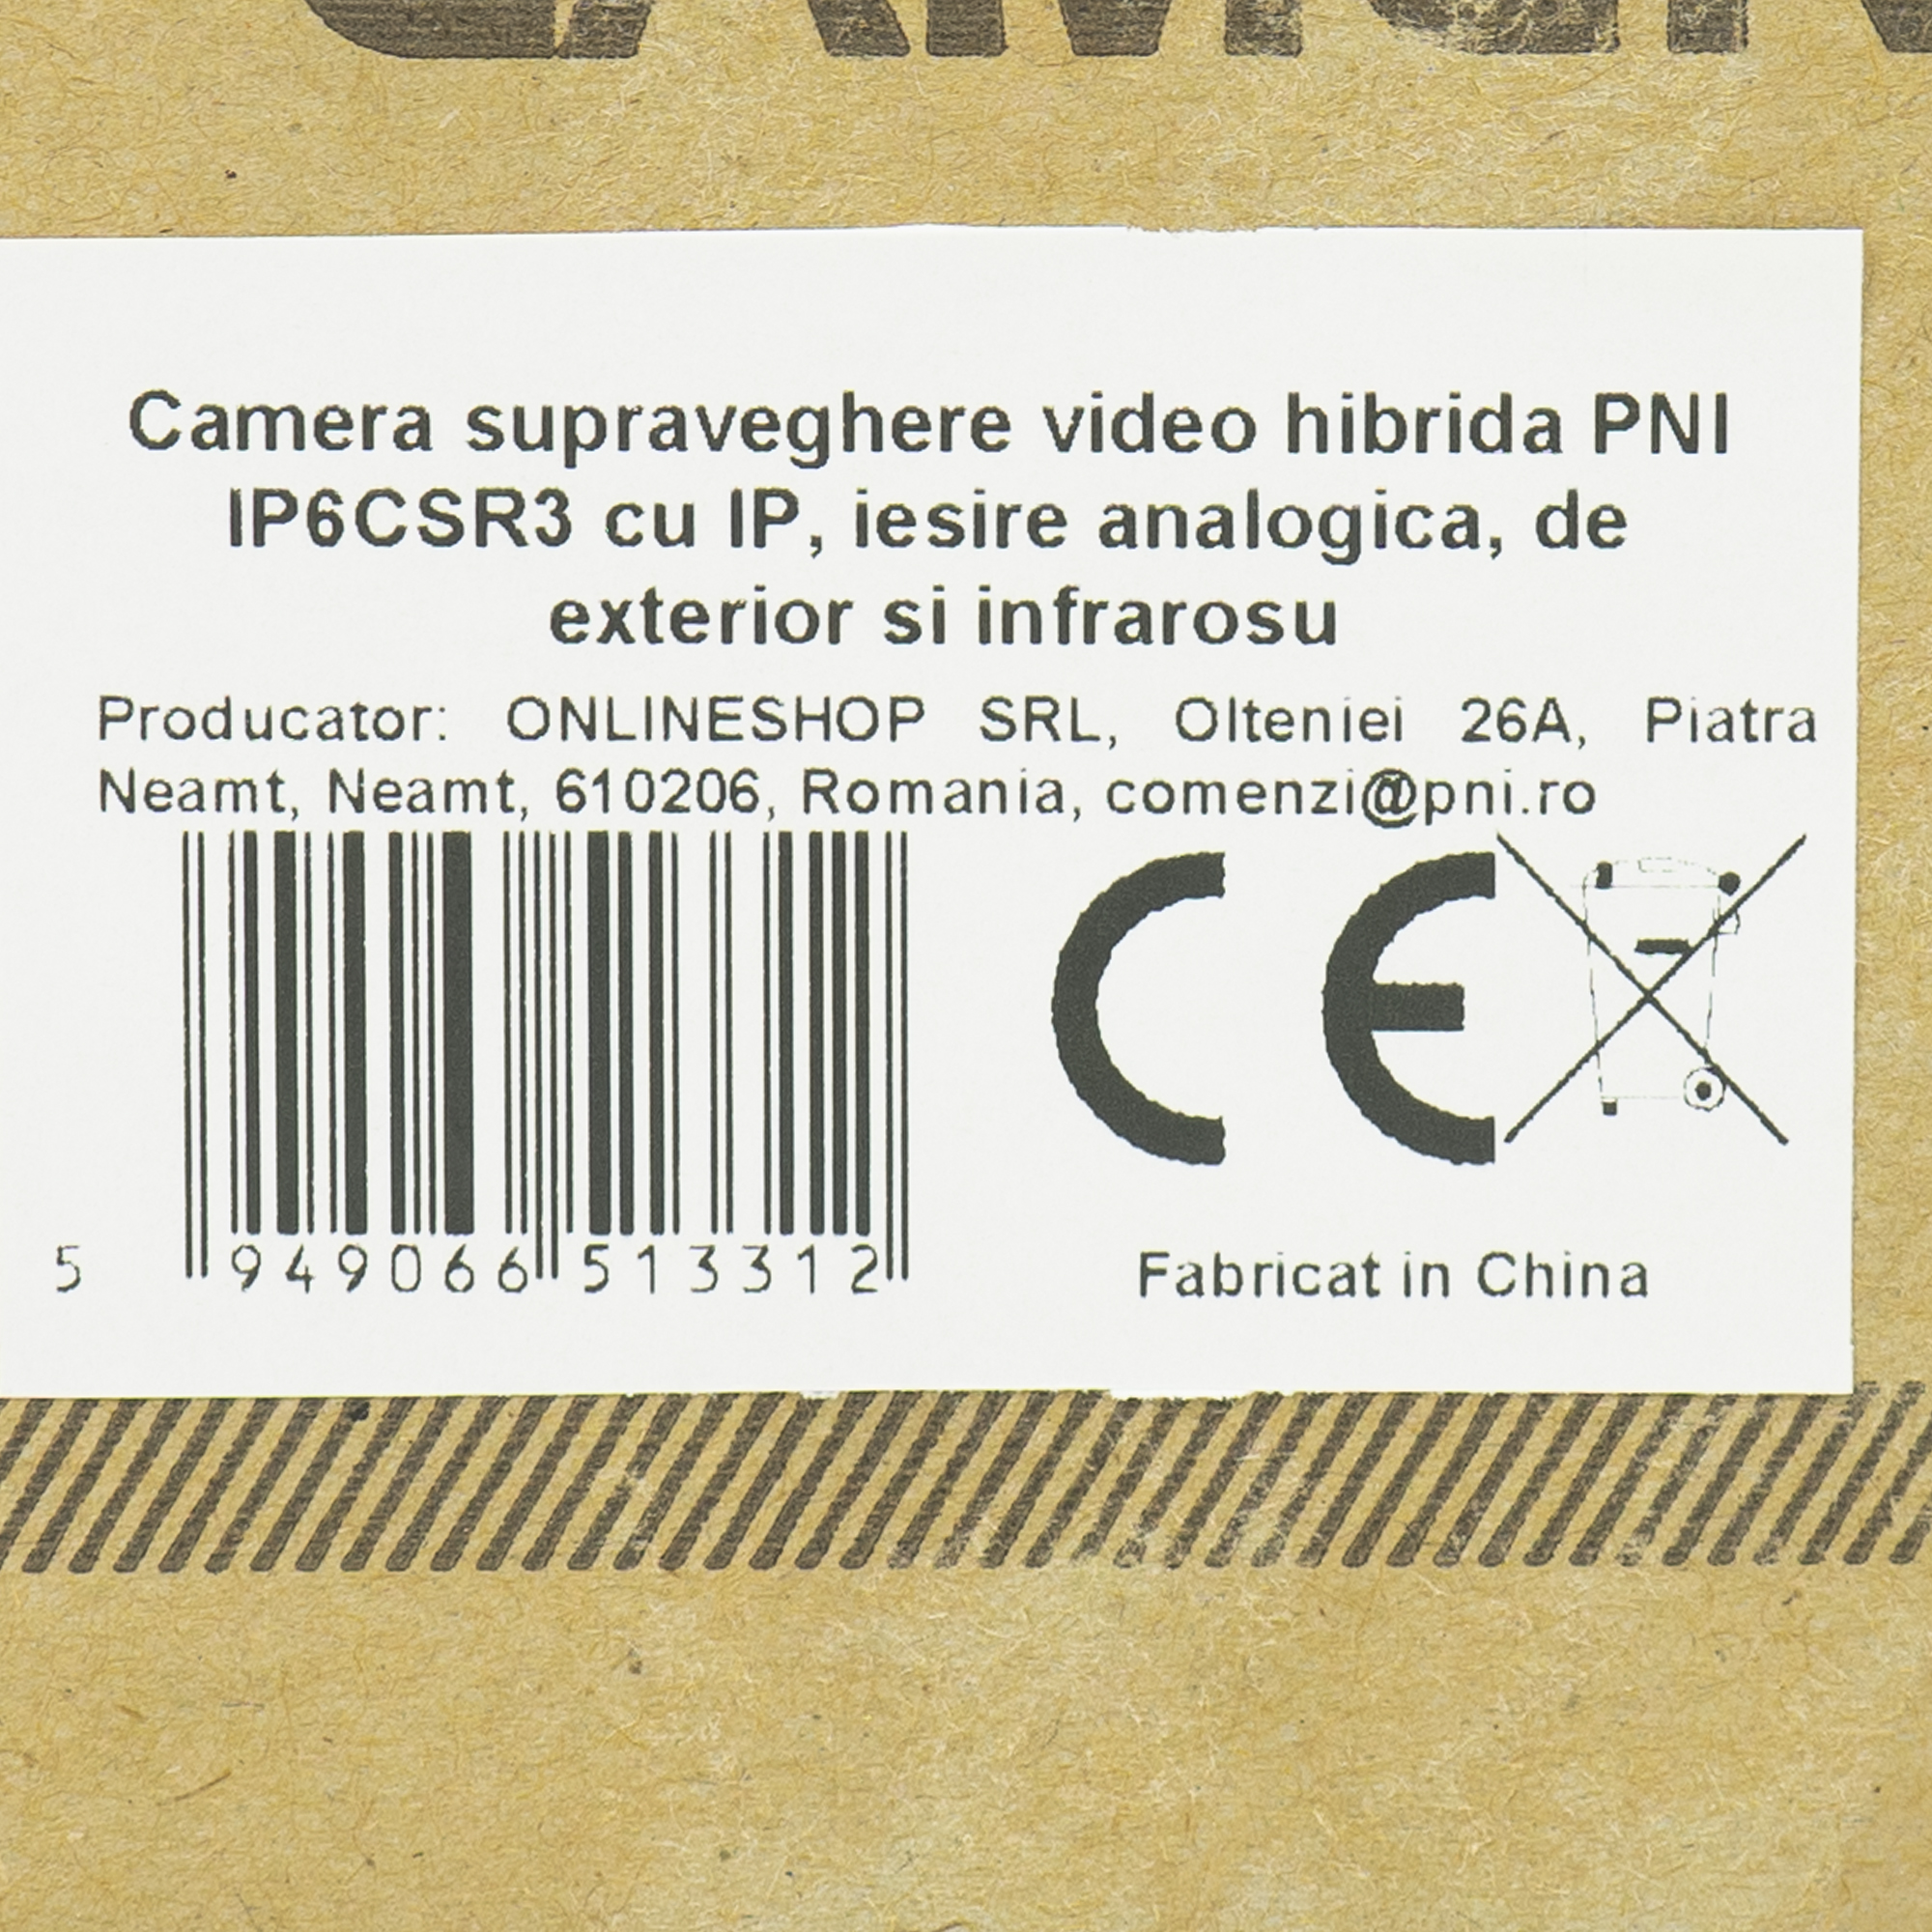 Camera supraveghere video hibrida PNI
IP6CSR3 cu IP, iesire analogica, de
exterior si infrarosu
Producator: ONLINESHOP SRL, Olteniei 26A, Piatra
Neamt, Neamt, 610206, Romania, comenzi@pni.ro
CE
5 949066 513312
Fabricat in China